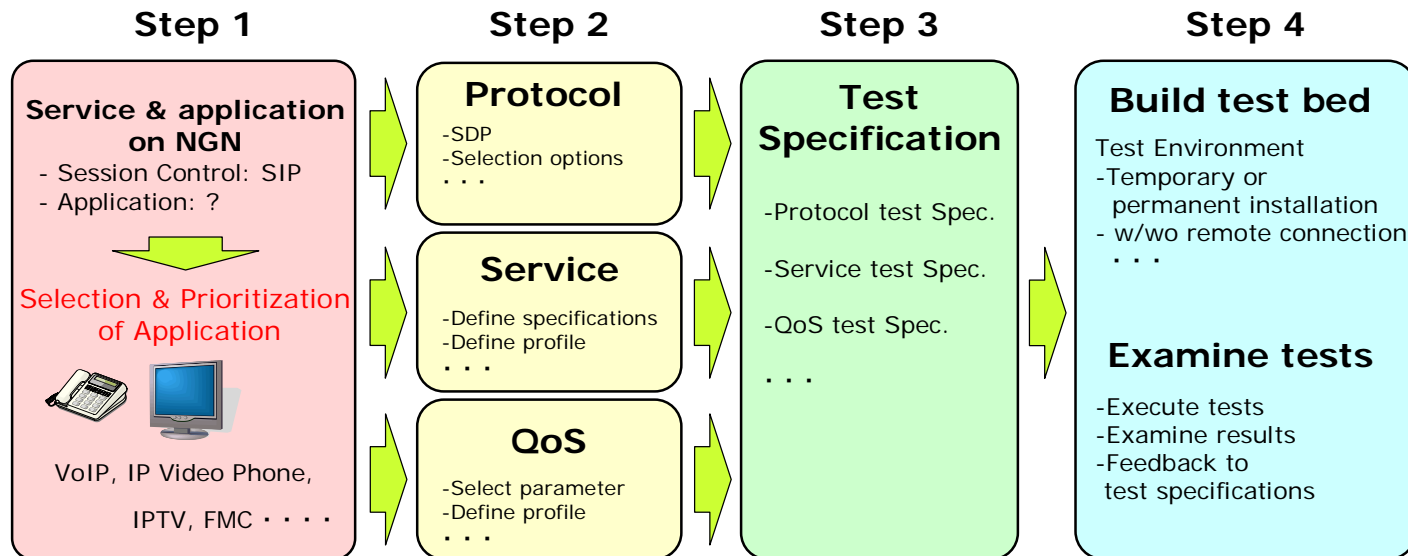 Step 1
Service & application
on NGN
- Session Control: SIP
- Application: ?
Selection & Prioritization
of Application
VoIP, IP Video Phone,
IPTV, FMC ････
Step 2
Protocol
-SDP
-Selection options
･･･
Service
-Define specifications
-Define profile
･･･
QoS
-Select parameter
-Define profile
･･･
Step 3
Test
Specification
-Protocol test Spec.
-Service test Spec.
-QoS test Spec.
･･･
Step 4
Build test bed
Test Environment
-Temporary or
permanent installation
- w/wo remote connection
･･･
Examine tests
-Execute tests
-Examine results
-Feedback to
test specifications